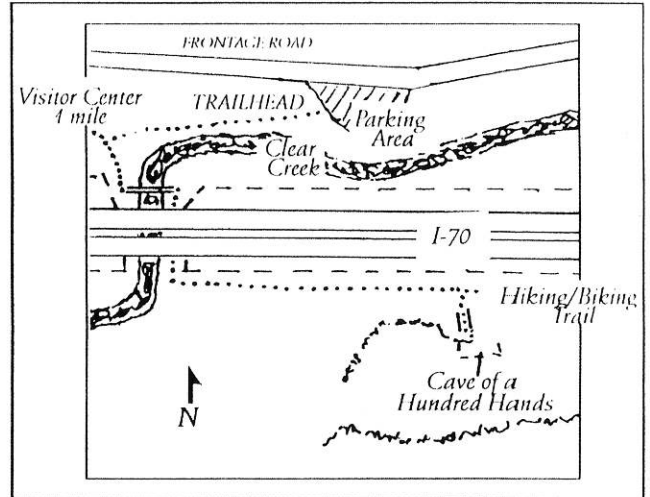 FRONTAGE ROAD
Visitor Center
1 mile
TRAILHEAD
Parking
Area
Clear
Creek
I-70
Hiking/Biking
Trail
Cave of a
Hundred Hands
N